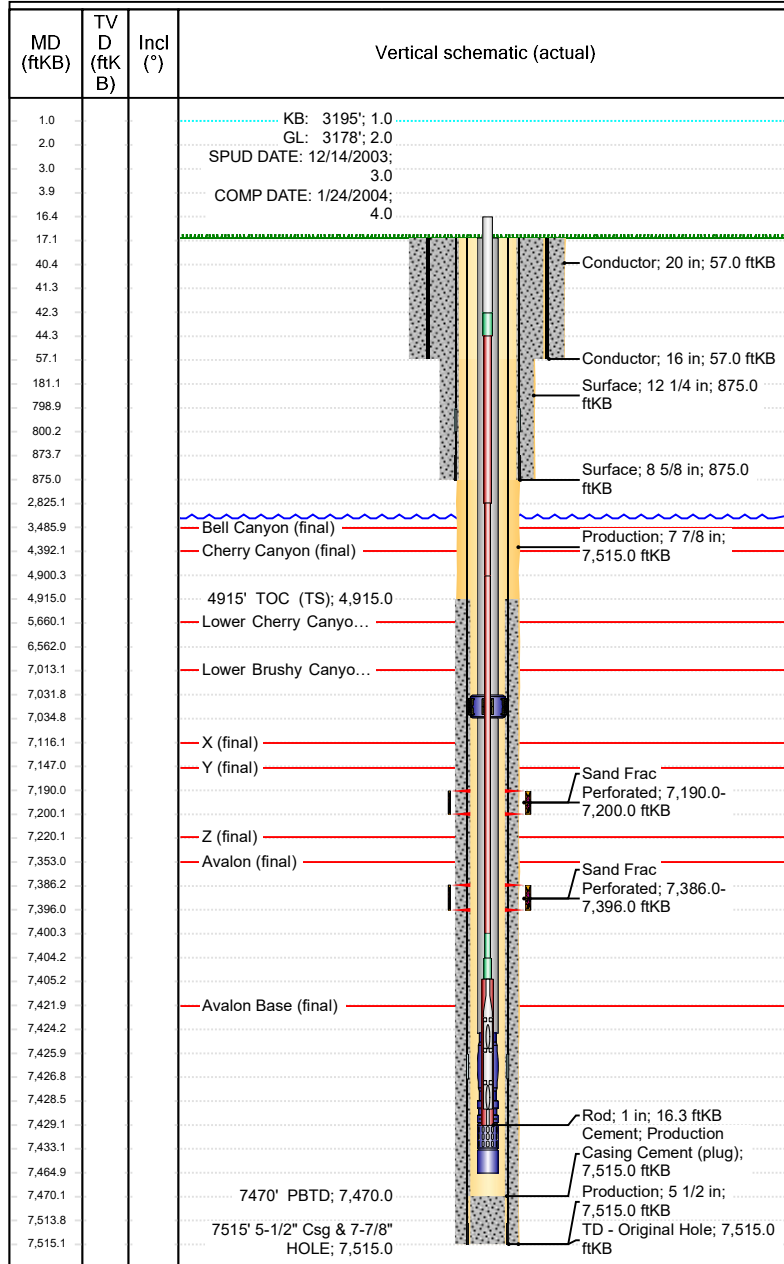 MD
(ftKB)
TV
D
(ftK
B)
Incl
(°)
Vertical schematic (actual)
1.0
2.0
3.0
3.9
16.4
17.1
40.4
41.3
42.3
44.3
57.1
181.1
798.9
800.2
873.7
875.0
2,825.1
3,485.9
4,392.1
4,900.3
4,915.0
5,660.1
6,562.0
7,013.1
7,031.8
7,034.8
7,116.1
7,147.0
7,190.0
7,200.1
7,220.1
7,353.0
7,386.2
7,396.0
7,400.3
7,404.2
7,405.2
7,421.9
7,424.2
7,425.9
7,426.8
7,428.5
7,429.1
7,433.1
7,464.9
7,470.1
7,513.8
7,515.1
KB: 3195'; 1.0
GL: 3178'; 2.0
SPUD DATE: 12/14/2003;
3.0
COMP DATE: 1/24/2004;
4.0
Bell Canyon (final)
Cherry Canyon (final)
4915' TOC (TS); 4,915.0
Lower Cherry Canyo...
Lower Brushy Canyo...
X (final)
Y (final)
Z (final)
Avalon (final)
Avalon Base (final)
7470' PBTD; 7,470.0
7515' 5-1/2" Csg & 7-7/8"
HOLE; 7,515.0
Conductor; 20 in; 57.0 ftKB
Conductor; 16 in; 57.0 ftKB
Surface; 12 1/4 in; 875.0
ftKB
Surface; 8 5/8 in; 875.0
ftKB
Production; 7 7/8 in;
7,515.0 ftKB
Sand Frac
Perforated; 7,190.0-
7,200.0 ftKB
Sand Frac
Perforated; 7,386.0-
7,396.0 ftKB
Rod; 1 in; 16.3 ftKB
Cement; Production
Casing Cement (plug);
7,515.0 ftKB
Production; 5 1/2 in;
7,515.0 ftKB
TD - Original Hole; 7,515.0
ftKB